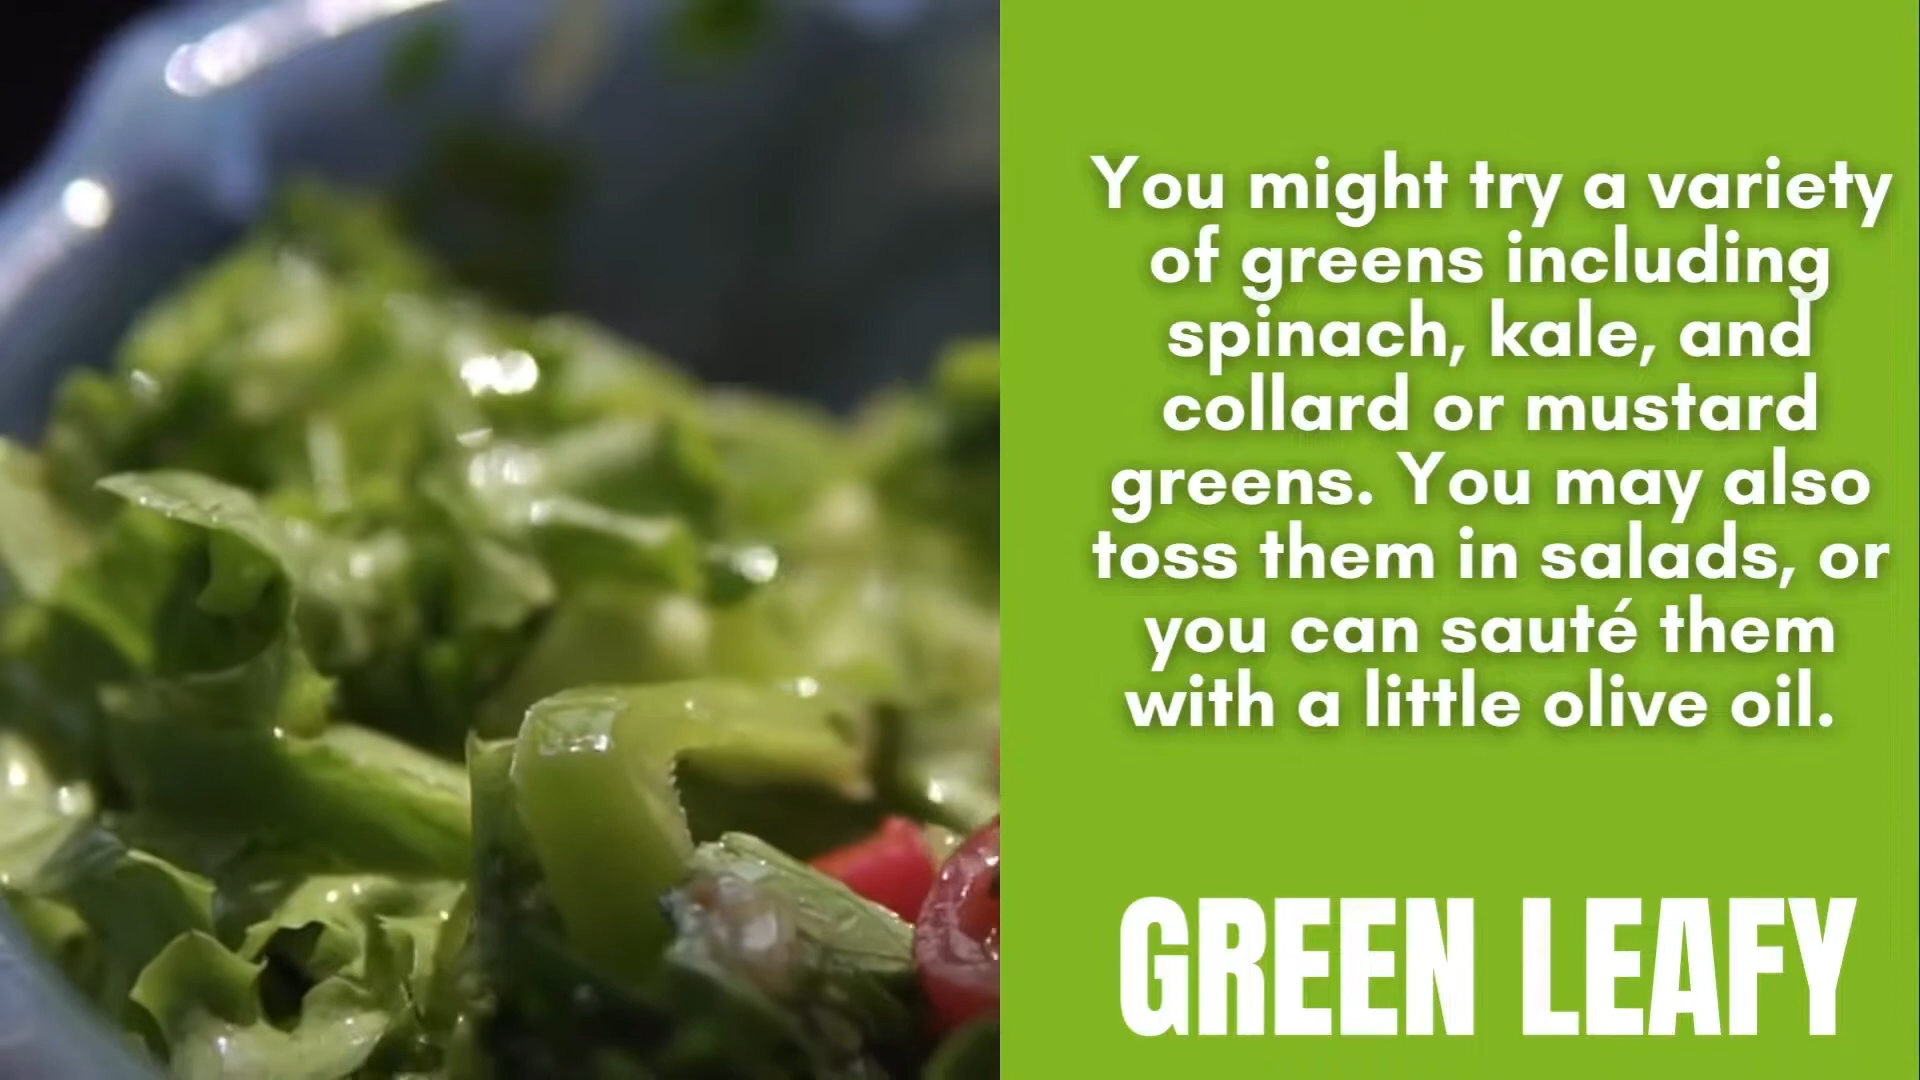 You might try a variety
of greens including
spinach, kale, and
collard or mustard
greens. You may also
toss them in salads, or
you can sauté them
with a little olive oil.
GREEN LEAFY